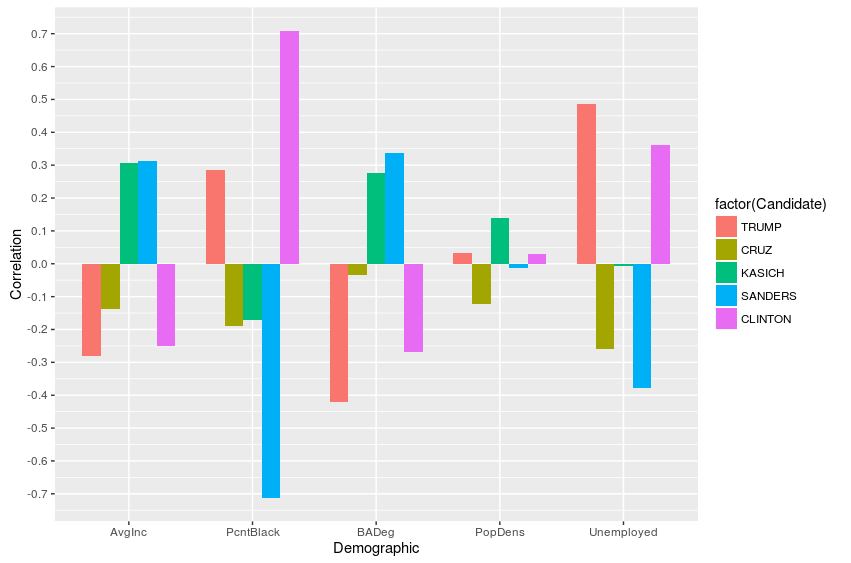 0.7
0.6
0.5
0.4
0.3
0.2
0.1
0.0
-0.1
-0.2
-0.3
-0.4
-0.5
-0.6
-0.7
Correlation
AvgInc PcntBlack BADeg PopDens Unemployed
Demographic
factor(Candidate)
TRUMP
CRUZ
KASICH
SANDERS
CLINTON